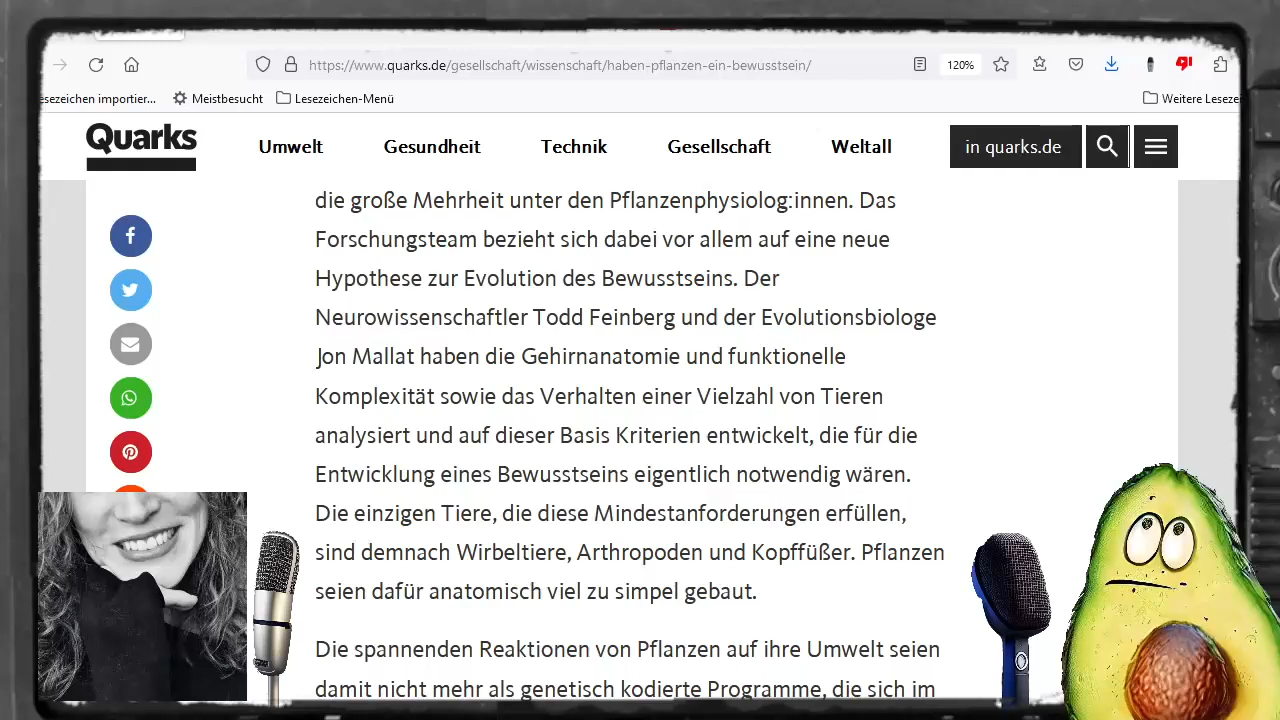 https://www.quarks.de/gesellschaft/wissenschaft/haben-pflanzen-ein-bewusstsein/
120%
esezeichen importier...
Meistbesucht
Lesezeichen-Menü
Weitere Lesezei
Quarks
Umwelt
Gesundheit
Technik
Gesellschaft
Weltall
in quarks.de
die große Mehrheit unter den Pflanzenphysiolog:innen. Das
Forschungsteam bezieht sich dabei vor allem auf eine neue
Hypothese zur Evolution des Bewusstseins. Der
Neurowissenschaftler Todd Feinberg und der Evolutionsbiologe
Jon Mallat haben die Gehirnanatomie und funktionelle
Komplexität sowie das Verhalten einer Vielzahl von Tieren
analysiert und auf dieser Basis Kriterien entwickelt, die für die
Entwicklung eines Bewusstseins eigentlich notwendig wären.
Die einzigen Tiere, die diese Mindestanforderungen erfüllen,
sind demnach Wirbeltiere, Arthropoden und Kopffüßer. Pflanzen
seien dafür anatomisch viel zu simpel gebaut.
Die spannenden Reaktionen von Pflanzen auf ihre Umwelt seien
damit nicht mehr als genetisch kodierte Programme, die sich im